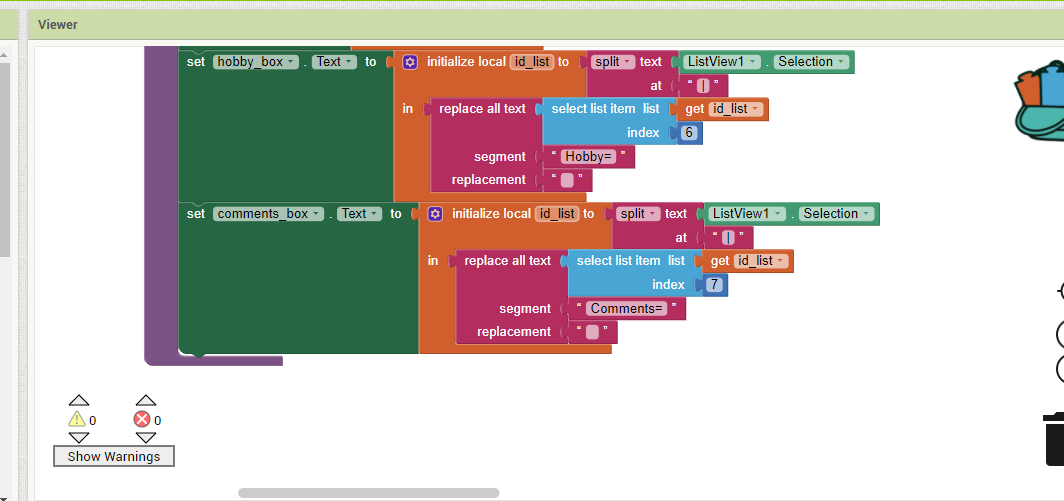 Viewer
set hobby_box . Text to initialize local id_list to split text ListView1 . Selection
at " | "
in replace all text select list item list get id_list
index 6
segment " Hobby= "
replacement " "
set comments_box . Text to initialize local id_list to split text ListView1 . Selection
at " | "
in replace all text select list item list get id_list
index 7
segment " Comments= "
replacement " "
0 0
Show Warnings